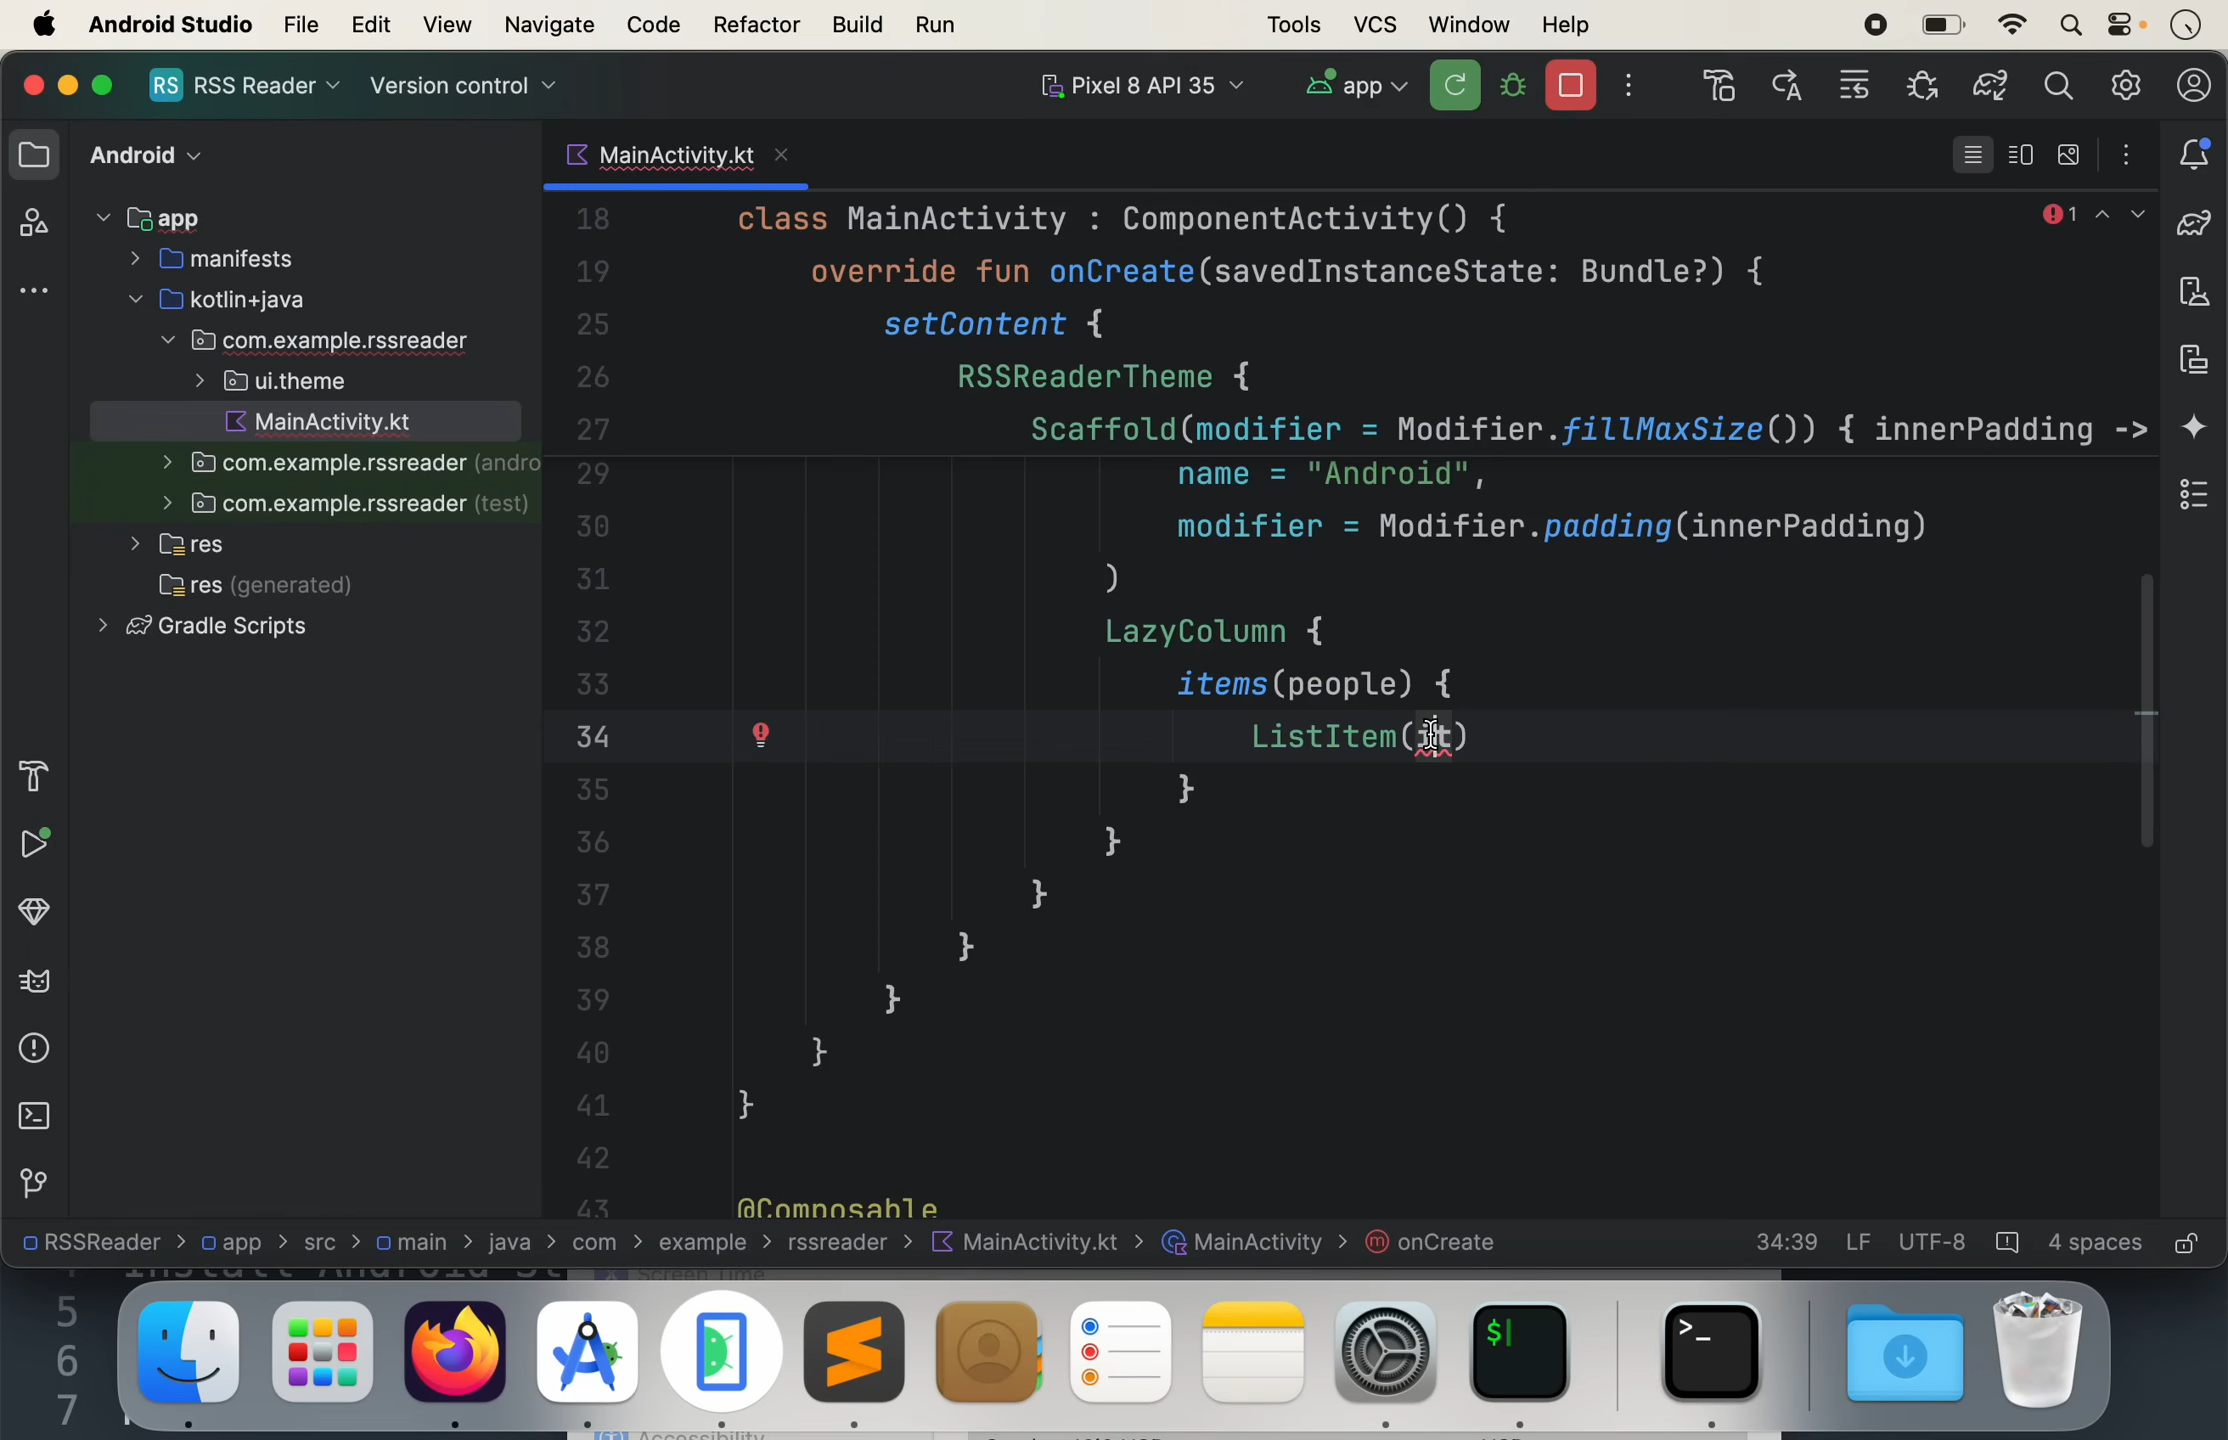 Android Studio File Edit View Navigate Code Refactor Build Run Tools VCS Window Help
RS RSS Reader Version control Pixel 8 API 35 app
Android
MainActivity.kt
app
manifests
kotlin+java
com.example.rssreader
ui.theme
MainActivity.kt
com.example.rssreader (andro
com.example.rssreader (test)
res
res (generated)
Gradle Scripts
1
18 class MainActivity : ComponentActivity() {
19 override fun onCreate(savedInstanceState: Bundle?) {
25 setContent {
26 RSSReaderTheme {
27 Scaffold(modifier = Modifier.fillMaxSize()) { innerPadding ->
29 name = "Android",
30 modifier = Modifier.padding(innerPadding)
31 )
32 LazyColumn {
33 items(people) {
34 ListItem(it)
35 }
36 }
37 }
38 }
39 }
40 }
41 }
42
43 @Composable
RSSReader > app > src > main > java > com > example > rssreader > MainActivity.kt > MainActivity > onCreate 34:39 LF UTF-8 4 spaces
Screen Time
5
6
7